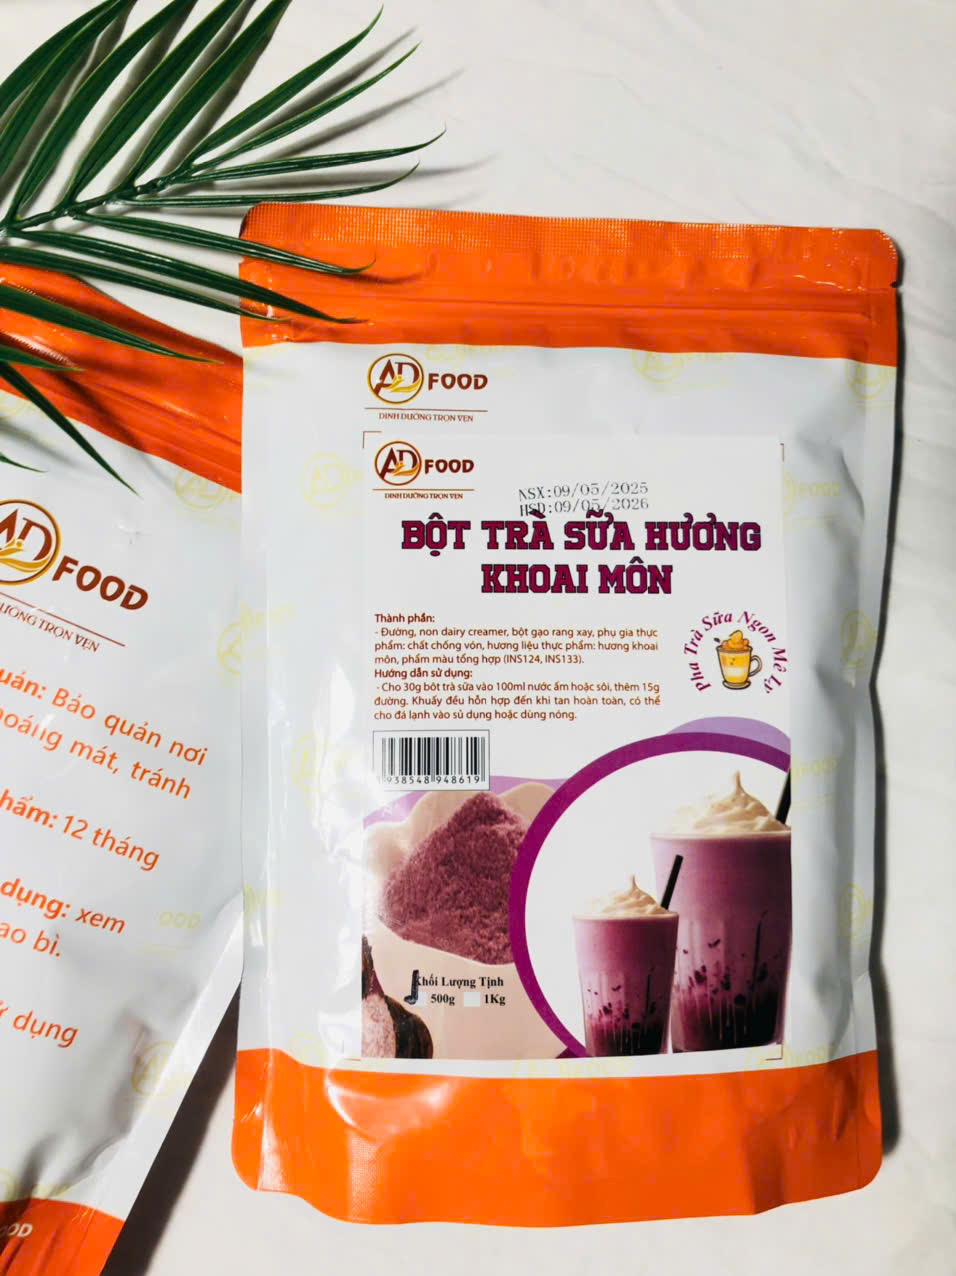 AD FOOD
DINH DƯỠNG TRỌN VẸN
AD FOOD
DINH DƯỠNG TRỌN VẸN
NSX:09/05/2025
HSD:09/05/2026
BỘT TRÀ SỮA HƯƠNG
KHOAI MÔN
Thành phần:
- Đường, non dairy creamer, bột gạo rang xay, phụ gia thực
phẩm: chất chống vón, hương liệu thực phẩm: hương khoai
môn, phẩm màu tổng hợp (INS124, INS133).
Hướng dẫn sử dụng:
- Cho 30g bôt trà sữa vào 100ml nước ấm hoặc sôi, thêm 15g
đường. Khuấy đều hỗn hợp đến khi tan hoàn toàn, có thể
cho đá lạnh vào sủ dụng hoặc dùng nóng.
Pha Trà Sữa Ngon Mê Ly
938548 948619
Khối Lượng Tịnh
500g 1Kg
AD FOOD
DƯỠNG TRỌN VẸN
uản: Bảo quản nơi
hoáng mát, tránh
hẩm: 12 tháng
dụng: xem
ao bì.
ử dụng
OOD